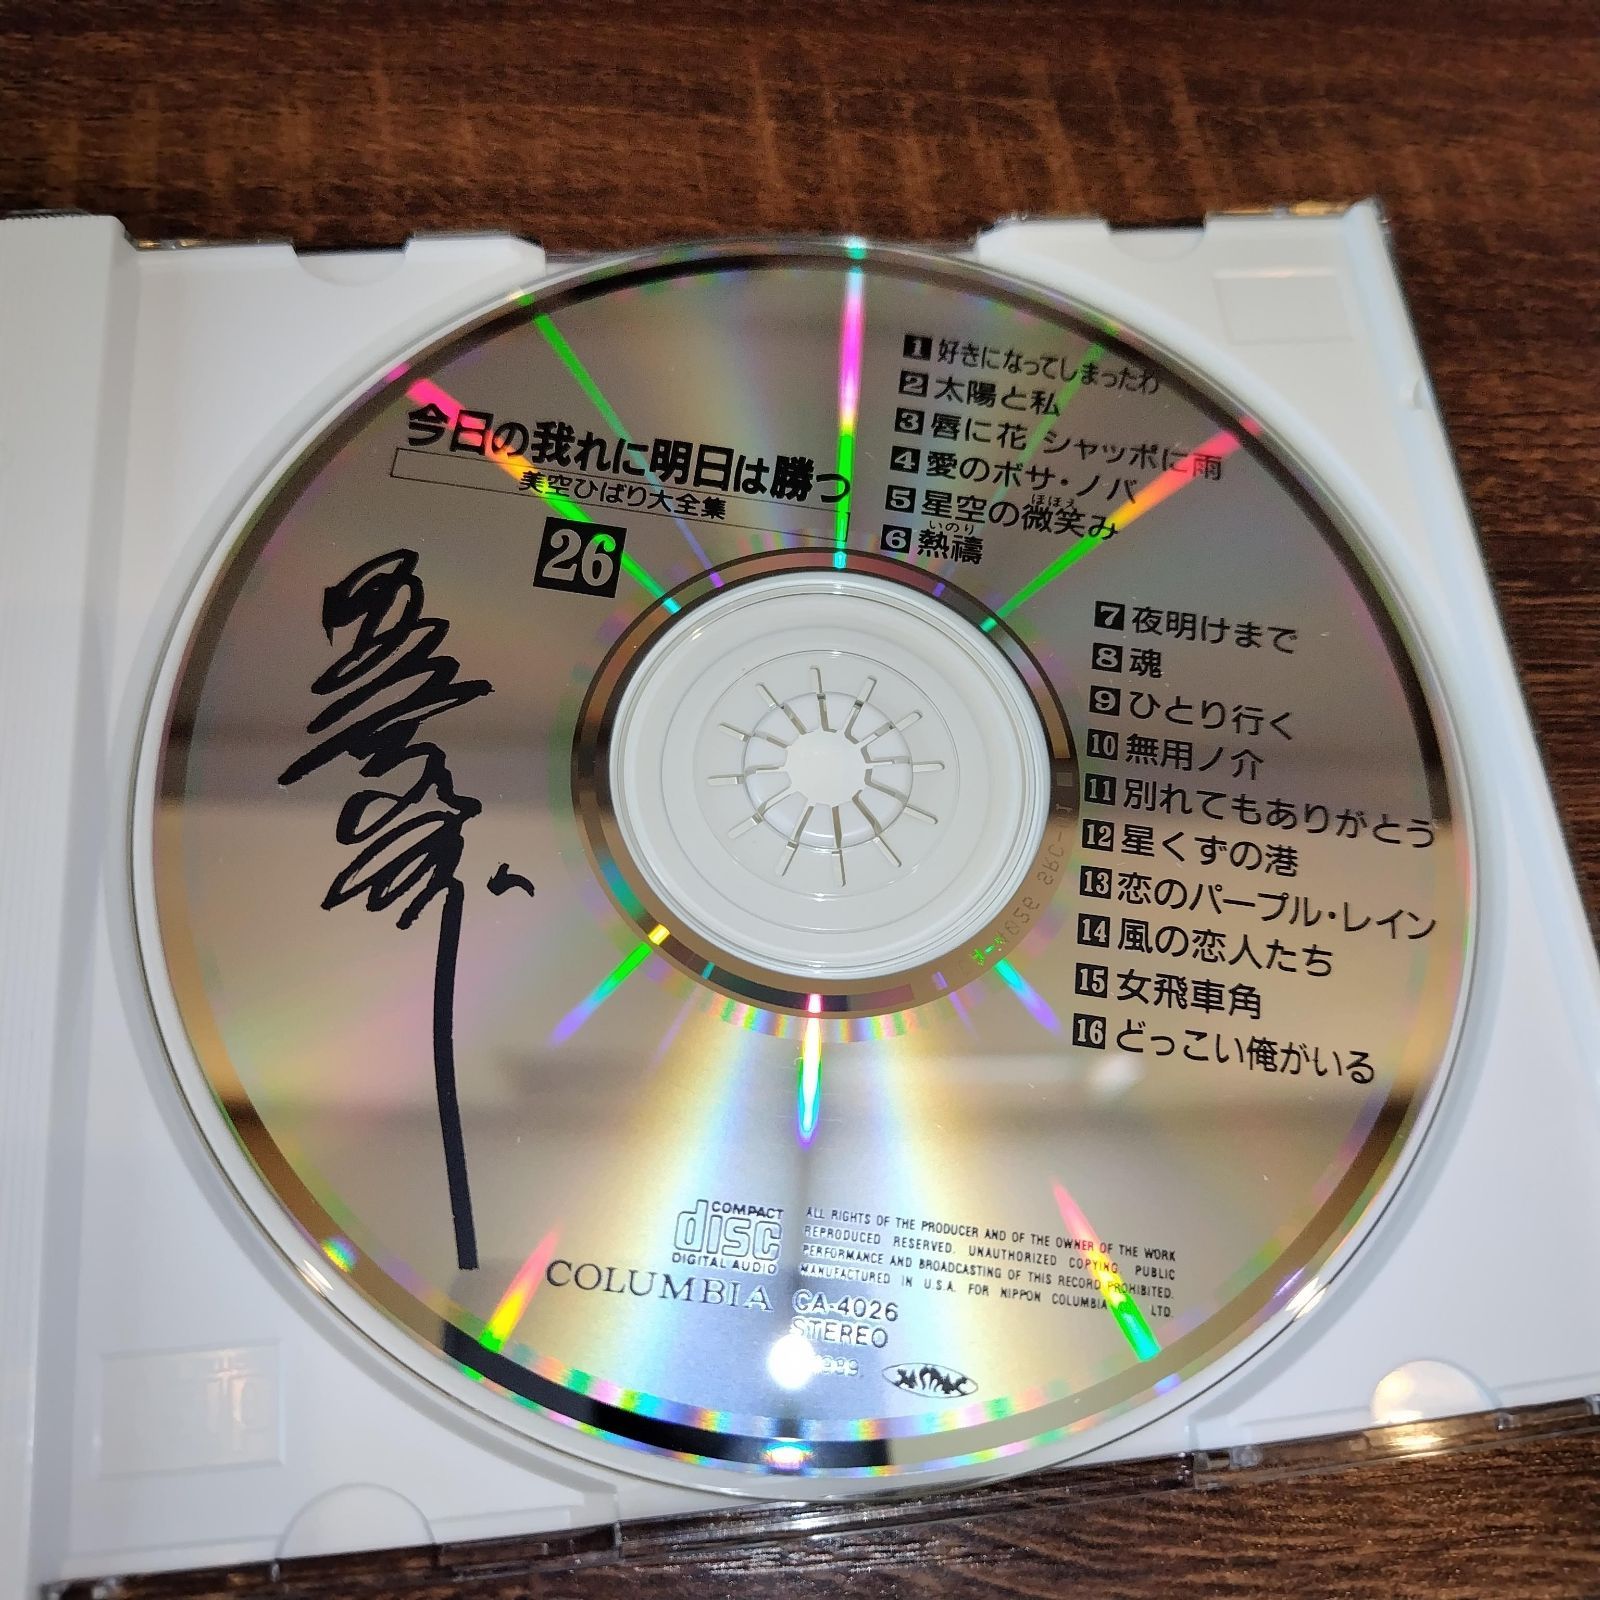 今日の我れに明日は勝つ
美空ひばり大全集
26
1 好きになってしまったわ
2 太陽と私
3 唇に花 シャッポに雨
4 愛のボサ・ノバ
ほほえ
5 星空の微笑み
いのり
6 熱禱
7 夜明けまで
8 魂
9 ひとり行く
10 無用ノ介
11 別れてもありがとう
12 星くずの港
13 恋のパープル・レイン
14 風の恋人たち
15 女飛車角
16 どっこい俺がいる
COMPACT
disc
DIGITAL AUDIO
COLUMBIA
ALL RIGHTS OF THE PRODUCER AND OF THE OWNER OF THE WORK
REPRODUCED RESERVED. UNAUTHORIZED COPYING, PUBLIC
PERFORMANCE AND BROADCASTING OF THIS RECORD PROHIBITED.
MANUFACTURED IN U.S.A. FOR NIPPON COLUMBIA CO., LTD.
CA-4026
STEREO